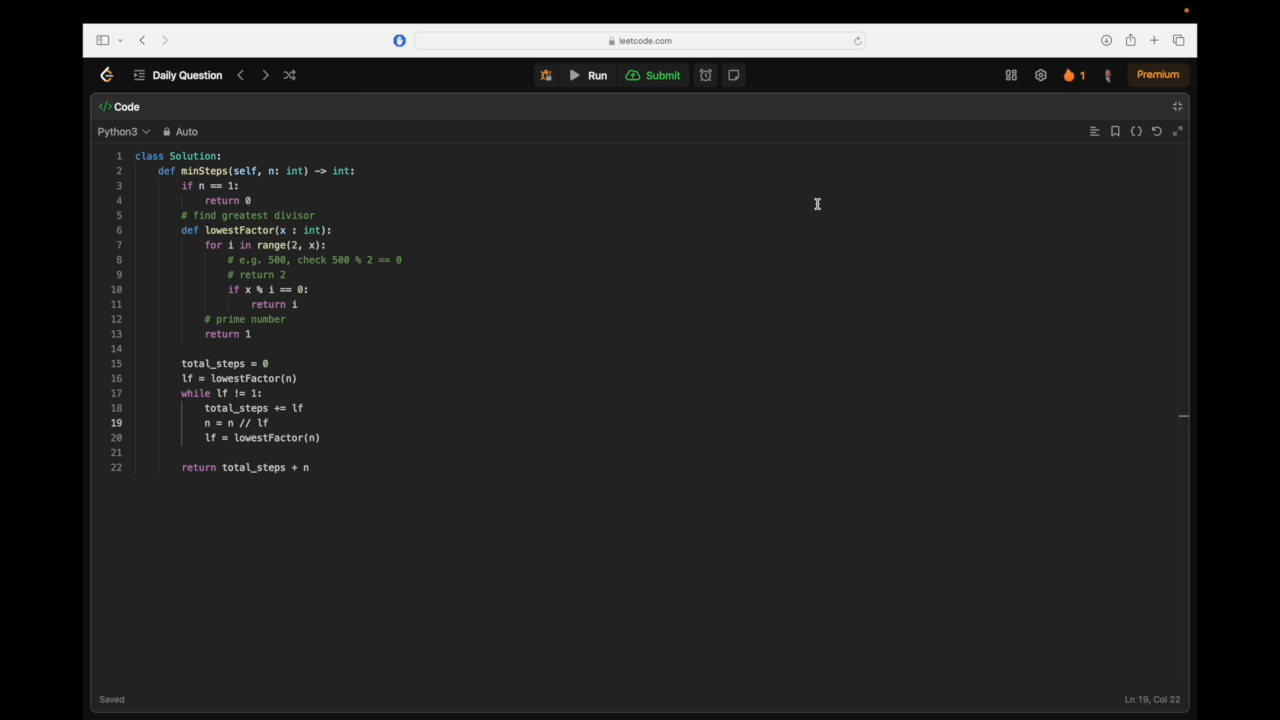 leetcode.com
Daily Question Run Submit 1 Premium
</> Code
Python3 Auto
1 class Solution:
2 def minSteps(self, n: int) -> int:
3 if n == 1:
4 return 0
5 # find greatest divisor
6 def lowestFactor(x : int):
7 for i in range(2, x):
8 # e.g. 500, check 500 % 2 == 0
9 # return 2
10 if x % i == 0:
11 return i
12 # prime number
13 return 1
14
15 total_steps = 0
16 lf = lowestFactor(n)
17 while lf != 1:
18 total_steps += lf
19 n = n // lf
20 lf = lowestFactor(n)
21
22 return total_steps + n
Saved Ln 19, Col 22